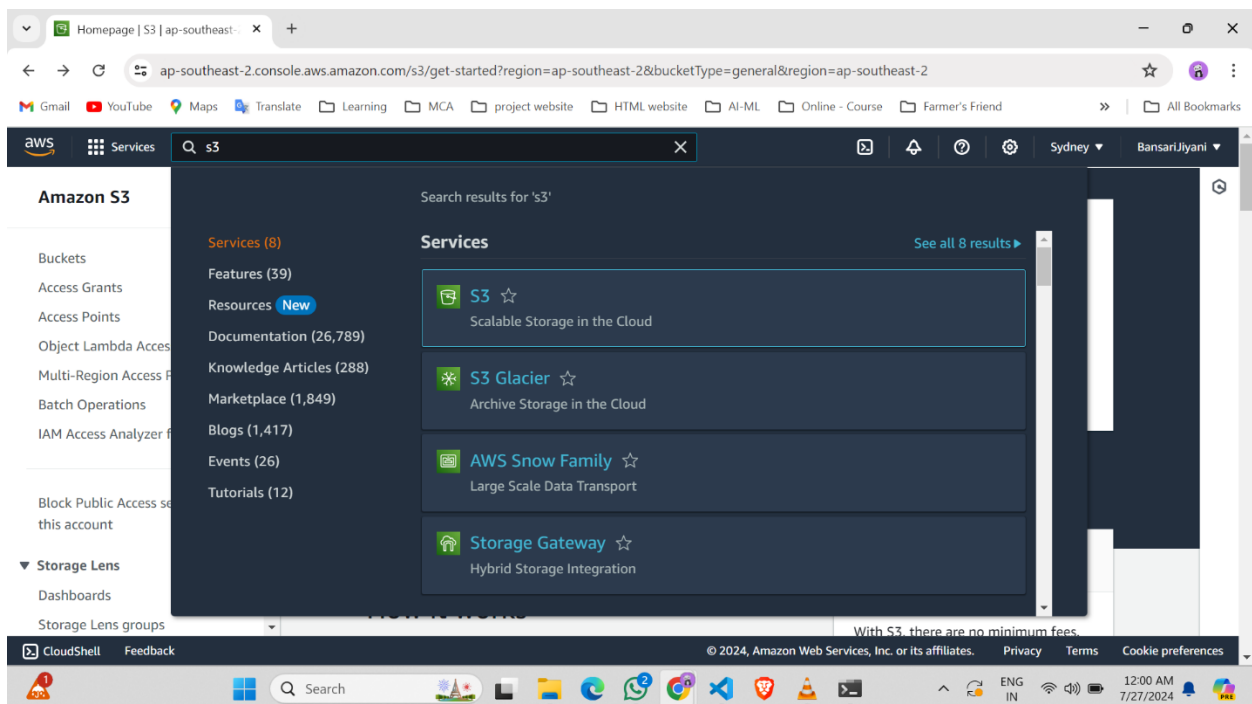 Homepage | S3 | ap-southeast-
ap-southeast-2.console.aws.amazon.com/s3/get-started?region=ap-southeast-2&bucketType=general&region=ap-southeast-2
Gmail YouTube Maps Translate Learning MCA project website HTML website AI-ML Online - Course Farmer's Friend » All Bookmarks
aws Services s3 Sydney BansariJiyani
Amazon S3
Buckets
Access Grants
Access Points
Object Lambda Acces
Multi-Region Access P
Batch Operations
IAM Access Analyzer f
Block Public Access se
this account
Storage Lens
Dashboards
Storage Lens groups
Search results for 's3'
Services (8)
Features (39)
Resources New
Documentation (26,789)
Knowledge Articles (288)
Marketplace (1,849)
Blogs (1,417)
Events (26)
Tutorials (12)
Services See all 8 results
S3
Scalable Storage in the Cloud
S3 Glacier
Archive Storage in the Cloud
AWS Snow Family
Large Scale Data Transport
Storage Gateway
Hybrid Storage Integration
How it works
With S3, there are no minimum fees.
CloudShell Feedback © 2024, Amazon Web Services, Inc. or its affiliates. Privacy Terms Cookie preferences
1 Search 2 ENG 12:00 AM
IN 7/27/2024 PRE